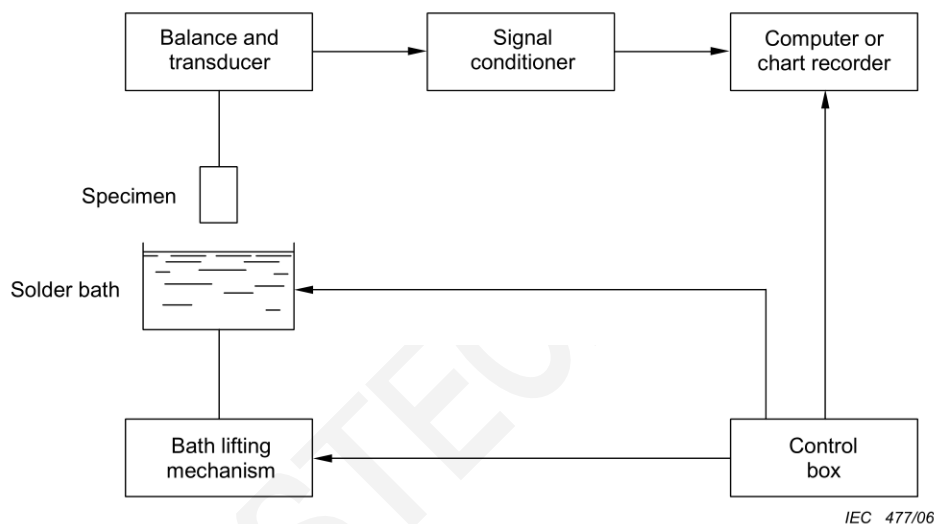 Balance and
transducer
Signal
conditioner
Computer or
chart recorder
Specimen
Solder bath
Bath lifting
mechanism
Control
box
IEC 477/06